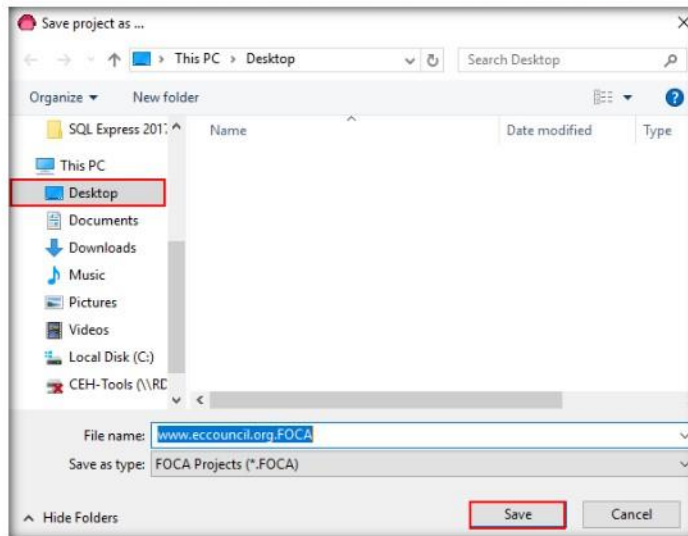 Save project as ...
This PC > Desktop
Search Desktop
Organize
New folder
SQL Express 2017
Name
Date modified
Type
This PC
Desktop
Documents
Downloads
Music
Pictures
Videos
Local Disk (C:)
CEH-Tools (\\RD
File name: www.eccouncil.org.FOCA
Save as type: FOCA Projects (*.FOCA)
Hide Folders
Save
Cancel